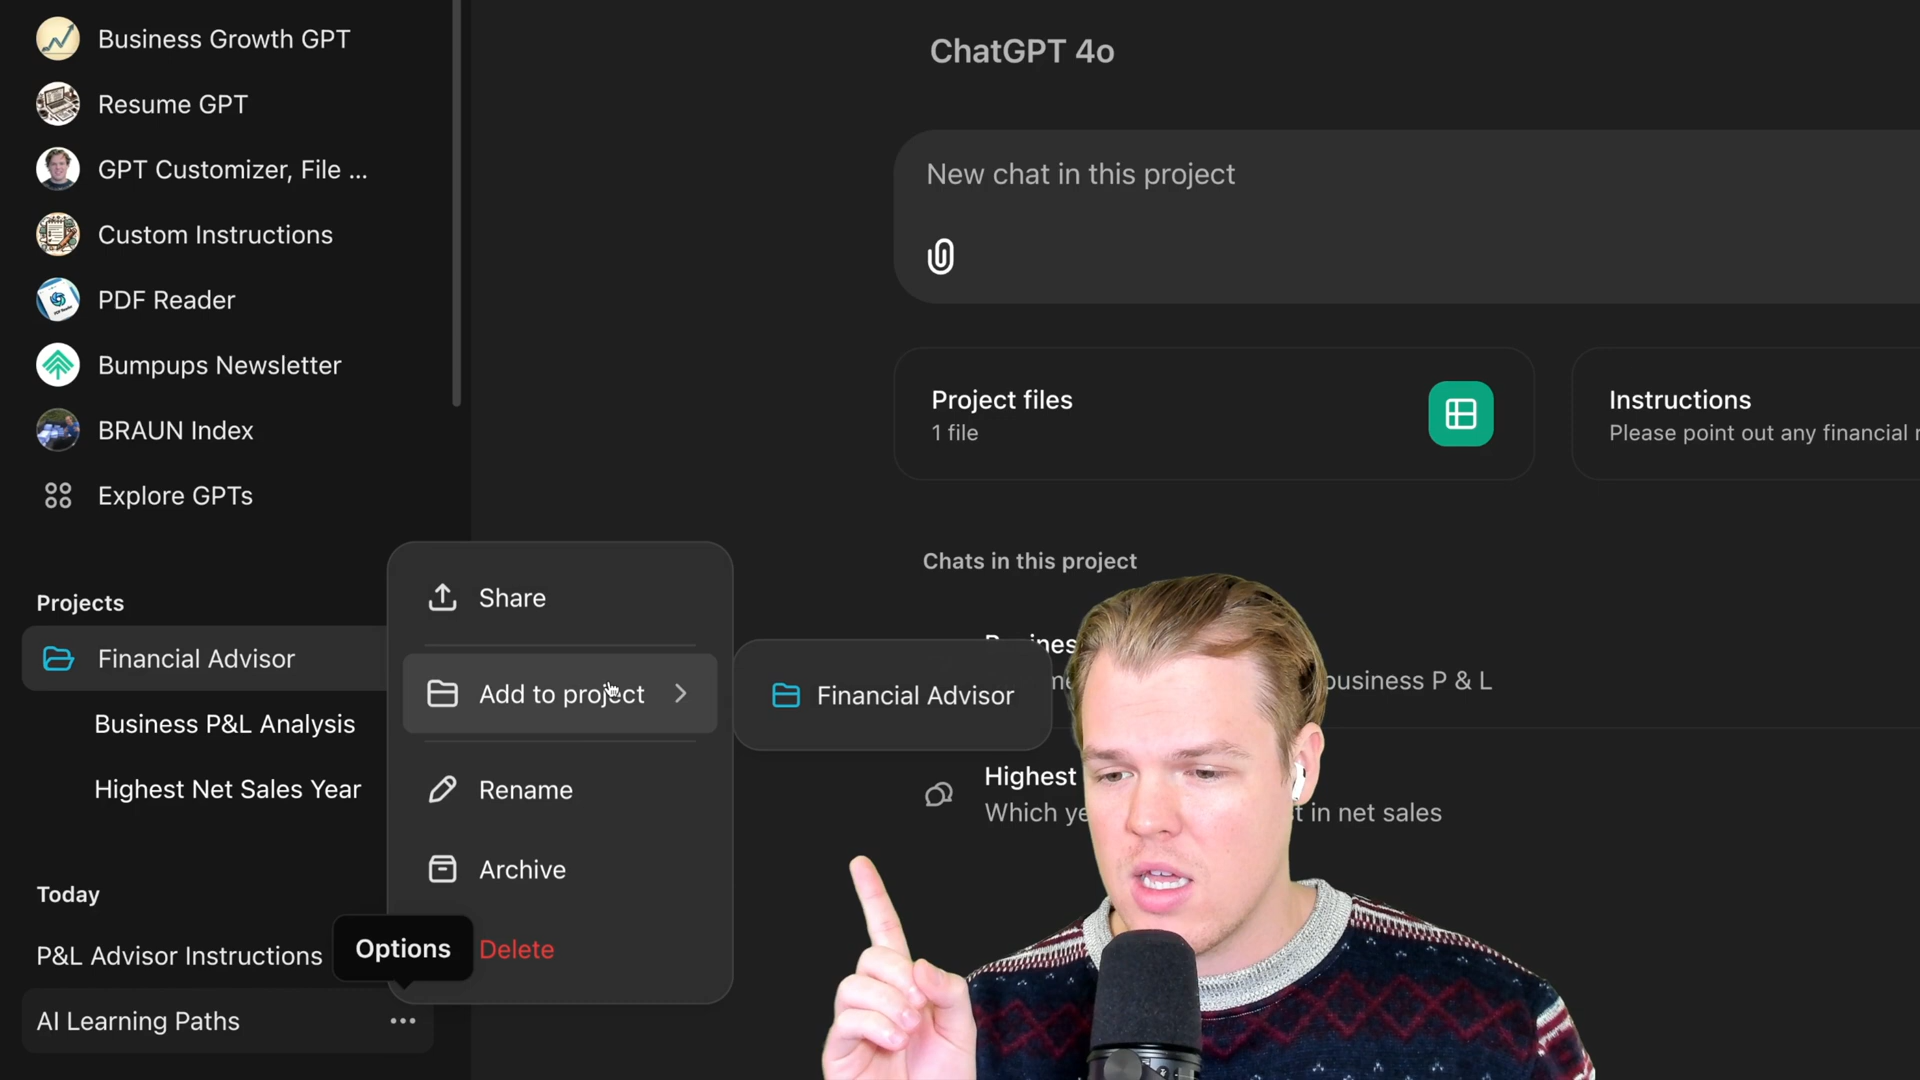 Business Growth GPT
Resume GPT
GPT Customizer, File ...
Custom Instructions
PDF Reader
Bumpups Newsletter
BRAUN Index
Explore GPTs
Projects
Financial Advisor
Business P&L Analysis
Highest Net Sales Year
Today
P&L Advisor Instructions
AI Learning Paths
Options
Share
Add to project
Rename
Archive
Delete
Financial Advisor
ChatGPT 4o
New chat in this project
Project files
1 file
Instructions
Please point out any financial
Chats in this project
business P & L
Highest
Which
in net sales